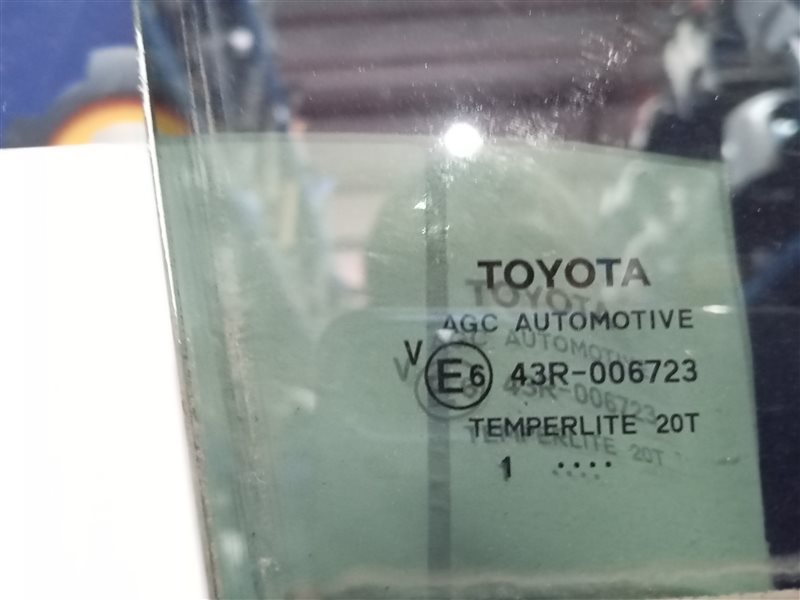 TOYOTA
AGC AUTOMOTIVE
V E6 43R-006723
TEMPERLITE 20T
1 ....